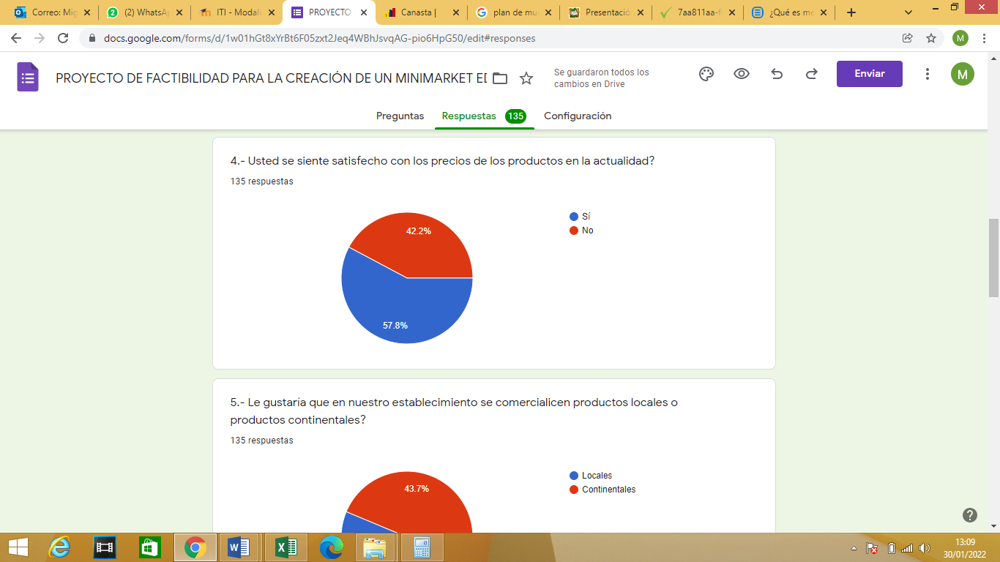 Correo: Mig
(2) WhatsAp
ITI - Modali
PROYECTO
Canasta |
plan de mu
Presentació
7aa811aa-f
¿Qué es me
docs.google.com/forms/d/1w01hGt8xYrBt6F05zxt2Jeq4WBhJsvqAG-pio6HpG50/edit#responses
M
PROYECTO DE FACTIBILIDAD PARA LA CREACIÓN DE UN MINIMARKET ED
Se guardaron todos los
cambios en Drive
Enviar
M
Preguntas
Respuestas 135
Configuración
4.- Usted se siente satisfecho con los precios de los productos en la actualidad?
135 respuestas
Sí
No
42.2%
57.8%
5.- Le gustaría que en nuestro establecimiento se comercialicen productos locales o
productos continentales?
135 respuestas
Locales
Continentales
43.7%
13:09
30/01/2022